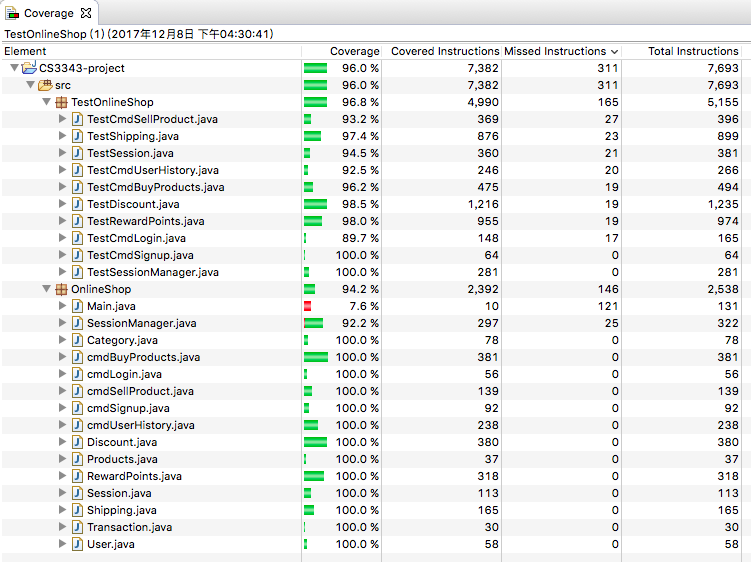 Coverage
TestOnlineShop (1) (2017年12月8日 下午04:30:41)
Element Coverage Covered Instructions Missed Instructions Total Instructions
CS3343-project 96.0 % 7,382 311 7,693
src 96.0 % 7,382 311 7,693
TestOnlineShop 96.8 % 4,990 165 5,155
TestCmdSellProduct.java 93.2 % 369 27 396
TestShipping.java 97.4 % 876 23 899
TestSession.java 94.5 % 360 21 381
TestCmdUserHistory.java 92.5 % 246 20 266
TestCmdBuyProducts.java 96.2 % 475 19 494
TestDiscount.java 98.5 % 1,216 19 1,235
TestRewardPoints.java 98.0 % 955 19 974
TestCmdLogin.java 89.7 % 148 17 165
TestCmdSignup.java 100.0 % 64 0 64
TestSessionManager.java 100.0 % 281 0 281
OnlineShop 94.2 % 2,392 146 2,538
Main.java 7.6 % 10 121 131
SessionManager.java 92.2 % 297 25 322
Category.java 100.0 % 78 0 78
cmdBuyProducts.java 100.0 % 381 0 381
cmdLogin.java 100.0 % 56 0 56
cmdSellProduct.java 100.0 % 139 0 139
cmdSignup.java 100.0 % 92 0 92
cmdUserHistory.java 100.0 % 238 0 238
Discount.java 100.0 % 380 0 380
Products.java 100.0 % 37 0 37
RewardPoints.java 100.0 % 318 0 318
Session.java 100.0 % 113 0 113
Shipping.java 100.0 % 165 0 165
Transaction.java 100.0 % 30 0 30
User.java 100.0 % 58 0 58